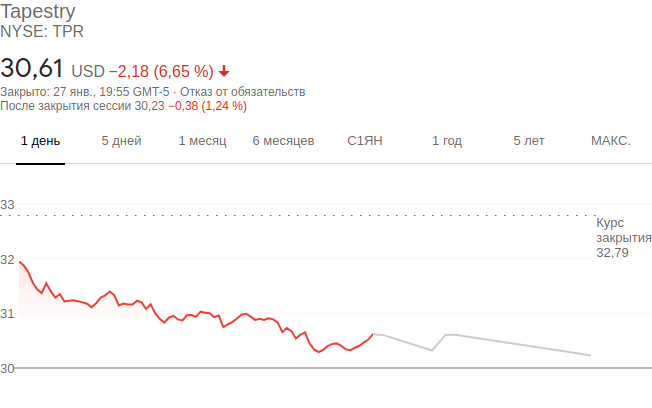 Tapestry
NYSE: TPR
30,61 USD −2,18 (6,65 %)
Закрыто: 27 янв., 19:55 GMT-5 · Отказ от обязательств
После закрытия сессии 30,23 −0,38 (1,24 %)
1 день 5 дней 1 месяц 6 месяцев С1ЯН 1 год 5 лет МАКС.
33
Курс
закрытия
32,79
32
31
30